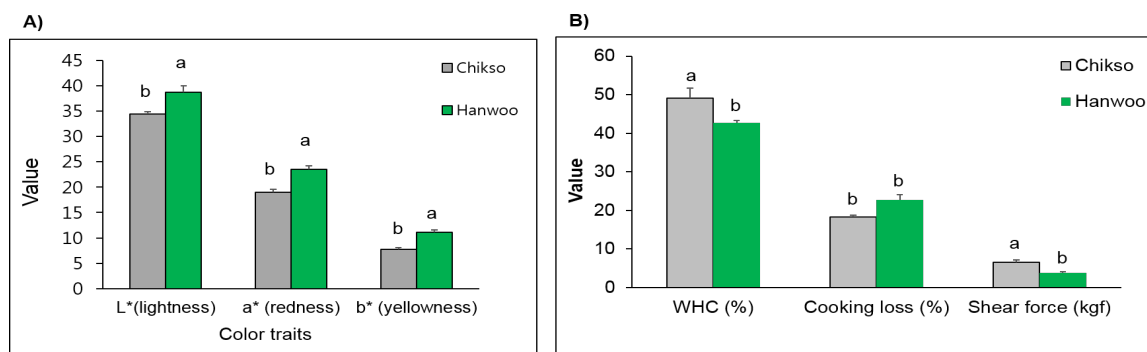 A)
45
40
35
30
25
20
15
10
5
0
Value
b a
b a
b a
Chikso
Hanwoo
L*(lightness) a* (redness) b* (yellowness)
Color traits
B)
60
50
40
30
20
10
0
Value
a b
b b
a b
Chikso
Hanwoo
WHC (%) Cooking loss (%) Shear force (kgf)